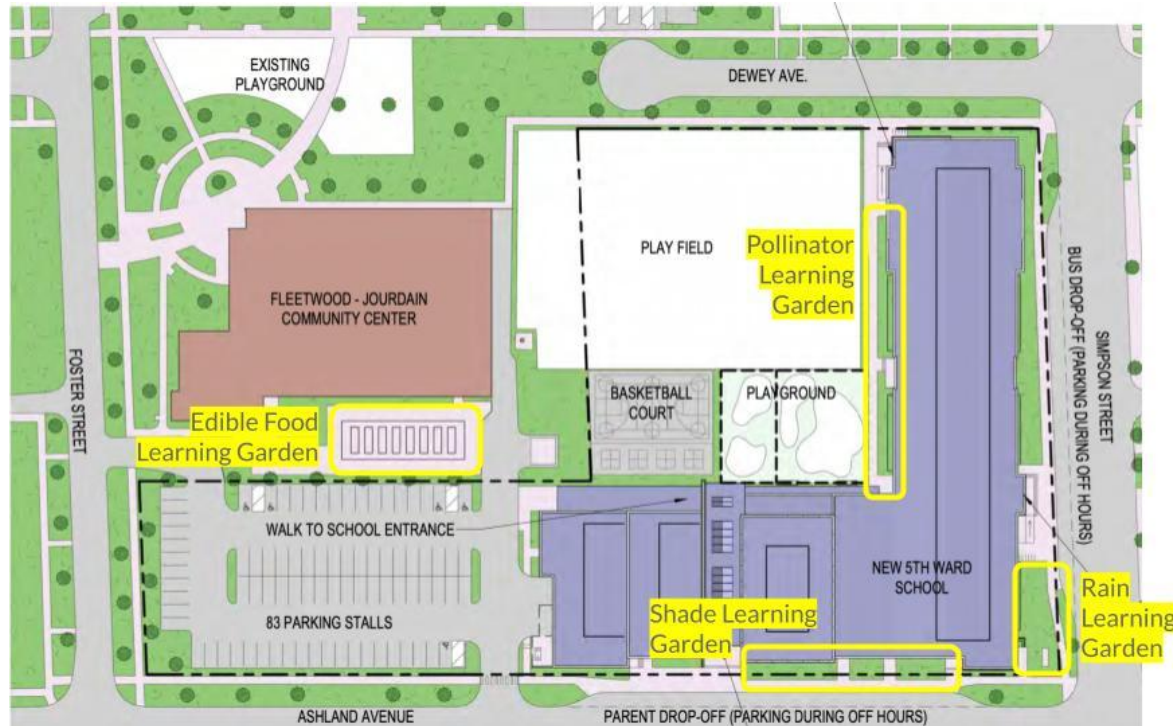 EXISTING
PLAYGROUND
DEWEY AVE.
PLAY FIELD
Pollinator
Learning
Garden
FLEETWOOD - JOURDAIN
COMMUNITY CENTER
FOSTER STREET
BUS DROP-OFF (PARKING DURING OFF HOURS)
SIMPSON STREET
BASKETBALL
COURT
PLAYGROUND
Edible Food
Learning Garden
WALK TO SCHOOL ENTRANCE
NEW 5TH WARD
SCHOOL
83 PARKING STALLS
Shade Learning
Garden
Rain
Learning
Garden
ASHLAND AVENUE
PARENT DROP-OFF (PARKING DURING OFF HOURS)